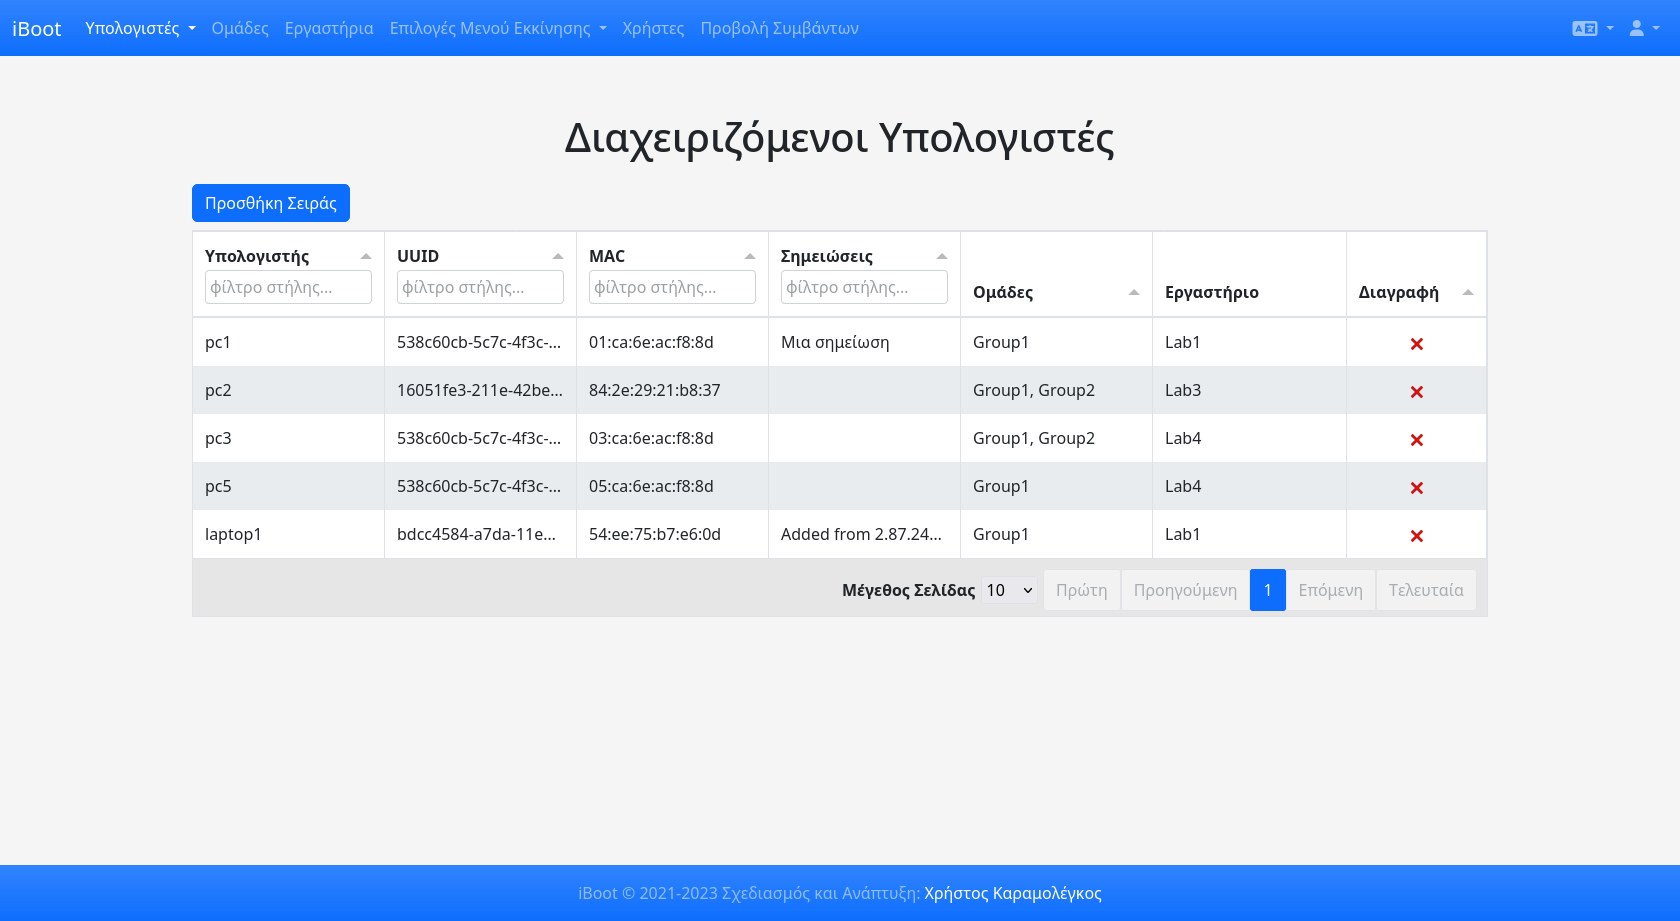 iBoot Υπολογιστές Ομάδες Εργαστήρια Επιλογές Μενού Εκκίνησης Χρήστες Προβολή Συμβάντων
Διαχειριζόμενοι Υπολογιστές
Προσθήκη Σειράς
Υπολογιστής UUID MAC Σημειώσεις
φίλτρο στήλης... φίλτρο στήλης... φίλτρο στήλης... φίλτρο στήλης... Ομάδες Εργαστήριο Διαγραφή
pc1 538c60cb-5c7c-4f3c-... 01:ca:6e:ac:f8:8d Μια σημείωση Group1 Lab1
pc2 16051fe3-211e-42be... 84:2e:29:21:b8:37 Group1, Group2 Lab3
pc3 538c60cb-5c7c-4f3c-... 03:ca:6e:ac:f8:8d Group1, Group2 Lab4
pc5 538c60cb-5c7c-4f3c-... 05:ca:6e:ac:f8:8d Group1 Lab4
laptop1 bdcc4584-a7da-11e... 54:ee:75:b7:e6:0d Added from 2.87.24... Group1 Lab1
Μέγεθος Σελίδας 10 Πρώτη Προηγούμενη 1 Επόμενη Τελευταία
iBoot © 2021-2023 Σχεδιασμός και Ανάπτυξη: Χρήστος Καραμολέγκος